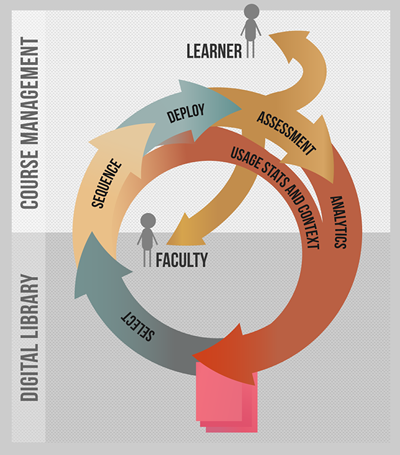 COURSE MANAGEMENT
DIGITAL LIBRARY
LEARNER
DEPLOY
ASSESSMENT
SEQUENCE
USAGE STATS AND CONTEXT
ANALYTICS
FACULTY
SELECT